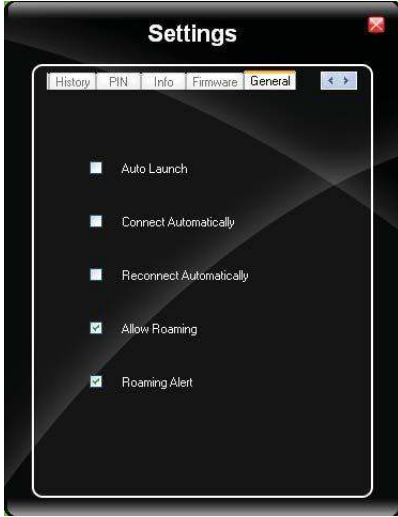 Settings
History PIN Info Firmware General
Auto Launch
Connect Automatically
Reconnect Automatically
Allow Roaming
Roaming Alert